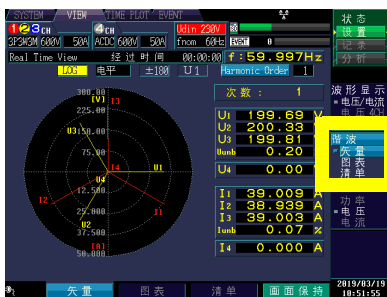 SYSTEM VIEW TIME PLOT EVENT
123CH 4CH Udin 230V
3P3W3M 600V 50A ACDC 600V 50A fnom 60Hz EVENT 0
Real Time View 经过时间 00:00:00 f:59.997Hz
LOG 电平 ±180 U1 Harmonic Order 1
次数: 1
300.00
[V]
225.00
150.00
75.00
12.500
25.000
37.500
[A]
50.000
I3
U3
I4
U1
U4
I2
I1
U2
U1 199.69 V
U2 200.33 V
U3 199.81 V
Uunb 0.20 %
U4 0.00 V
I1 39.009 A
I2 38.939 A
I3 39.003 A
Iunb 0.07 %
I4 0.000 A
状态
设置
记录
分析
波形显示
电压/电流
电压4CH
谐波
矢量
图表
清单
功率
电压
电流
矢量 图表 清单 画面保持
2019/03/19
10:51:55